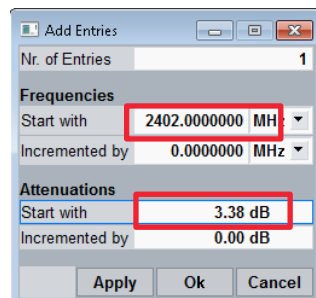 Add Entries
Nr. of Entries 1
Frequencies
Start with 2402.0000000 MHz
Incremented by 0.0000000 MHz
Attenuations
Start with 3.38 dB
Incremented by 0.00 dB
Apply Ok Cancel